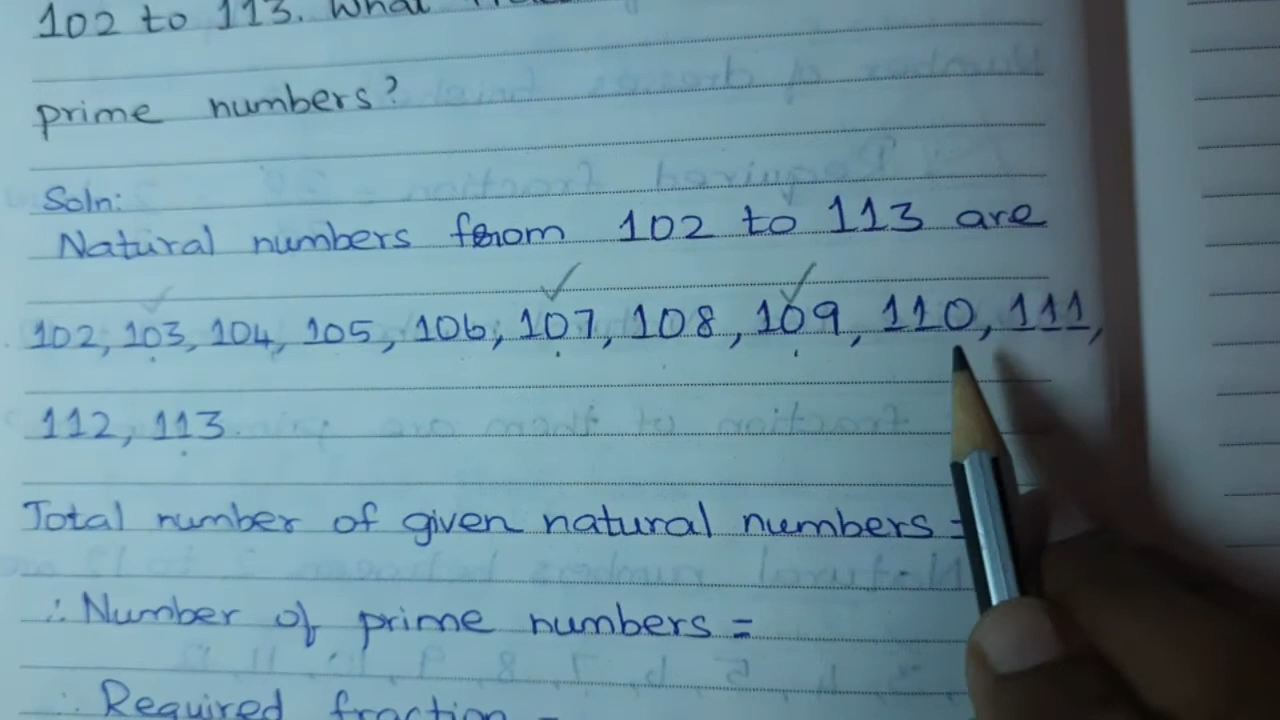 102 to 113. What
prime numbers?
Soln:
Natural numbers from 102 to 113 are
102, 103, 104, 105, 106, 107, 108, 109, 110, 111,
112, 113.
Total number of given natural numbers =
∴ Number of prime numbers =
∴ Required fraction =